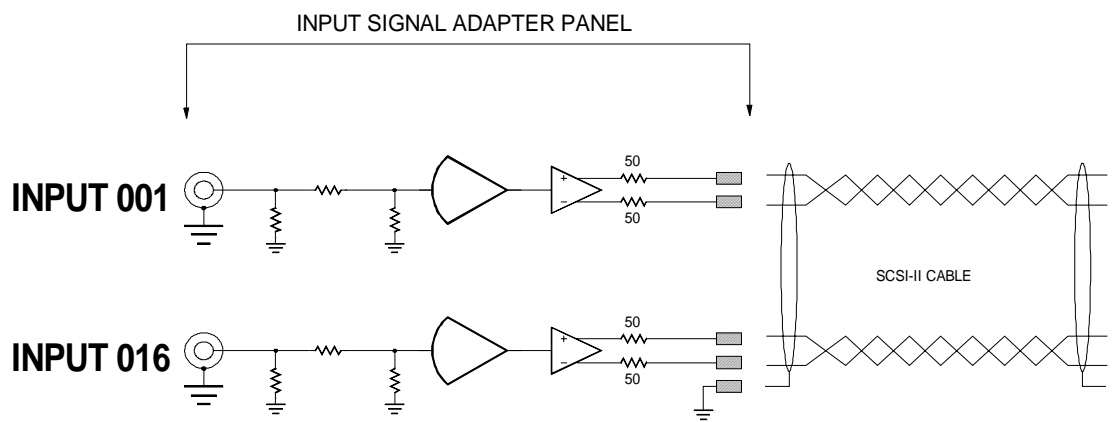 INPUT SIGNAL ADAPTER PANEL
INPUT 001
50
+
−
50
SCSI-II CABLE
INPUT 016
50
+
−
50